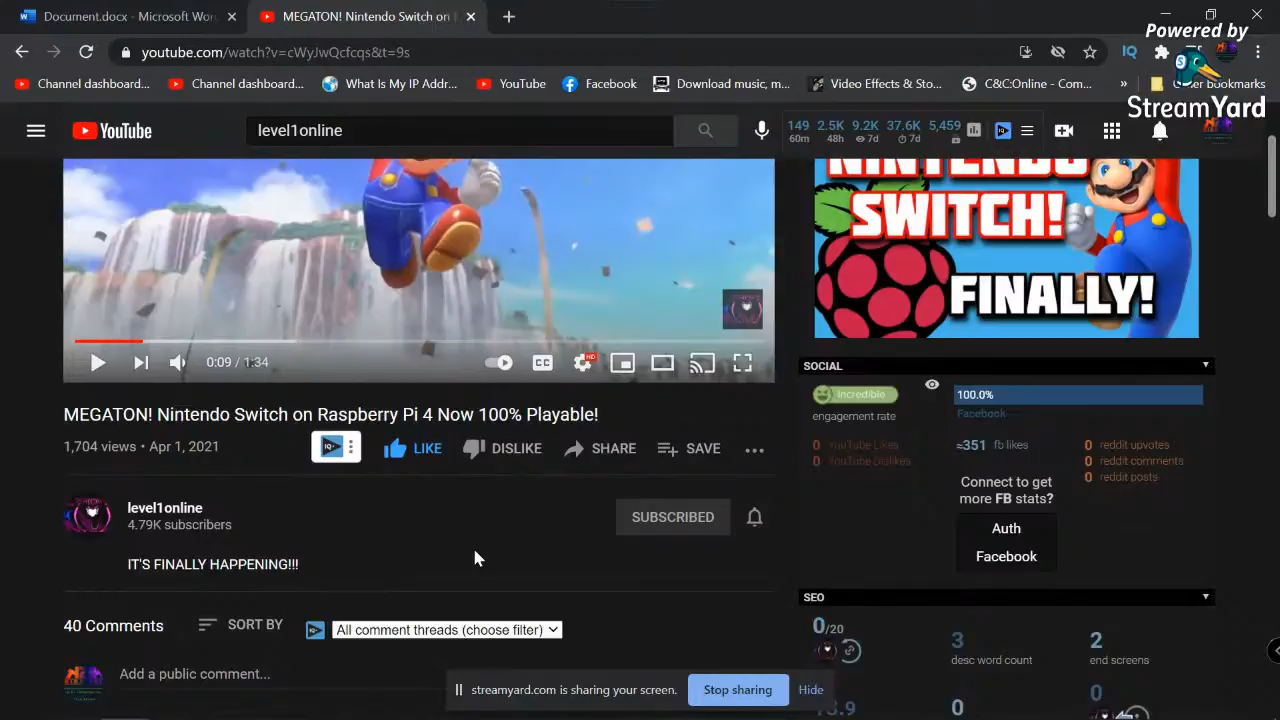 Document.docx - Microsoft Wor
MEGATON! Nintendo Switch on
Powered by
youtube.com/watch?v=cWyJwQcfcqs&t=9s
IQ
Channel dashboard...
Channel dashboard...
What Is My IP Addr...
YouTube
Facebook
Download music, m...
Video Effects & Sto...
C&C:Online - Com...
»
bookmarks
StreamYard
YouTube
level1online
149 2.5K 9.2K 37.6K 5,459
60m 48h 7d 7d
NINTENDO
SWITCH!
FINALLY!
0:09 / 1:34
CC
HD
SOCIAL
Incredible
engagement rate
100.0%
Facebook
0 YouTube Likes
0 YouTube Dislikes
≈351 fb likes
0 reddit upvotes
0 reddit comments
0 reddit posts
Connect to get
more FB stats?
Auth
Facebook
MEGATON! Nintendo Switch on Raspberry Pi 4 Now 100% Playable!
1,704 views • Apr 1, 2021
LIKE
DISLIKE
SHARE
SAVE
level1online
4.79K subscribers
SUBSCRIBED
IT'S FINALLY HAPPENING!!!
SEO
0/20
3
desc word count
2
end screens
40 Comments
SORT BY
IQ
All comment threads (choose filter)
Add a public comment...
streamyard.com is sharing your screen.
Stop sharing
Hide
0
0